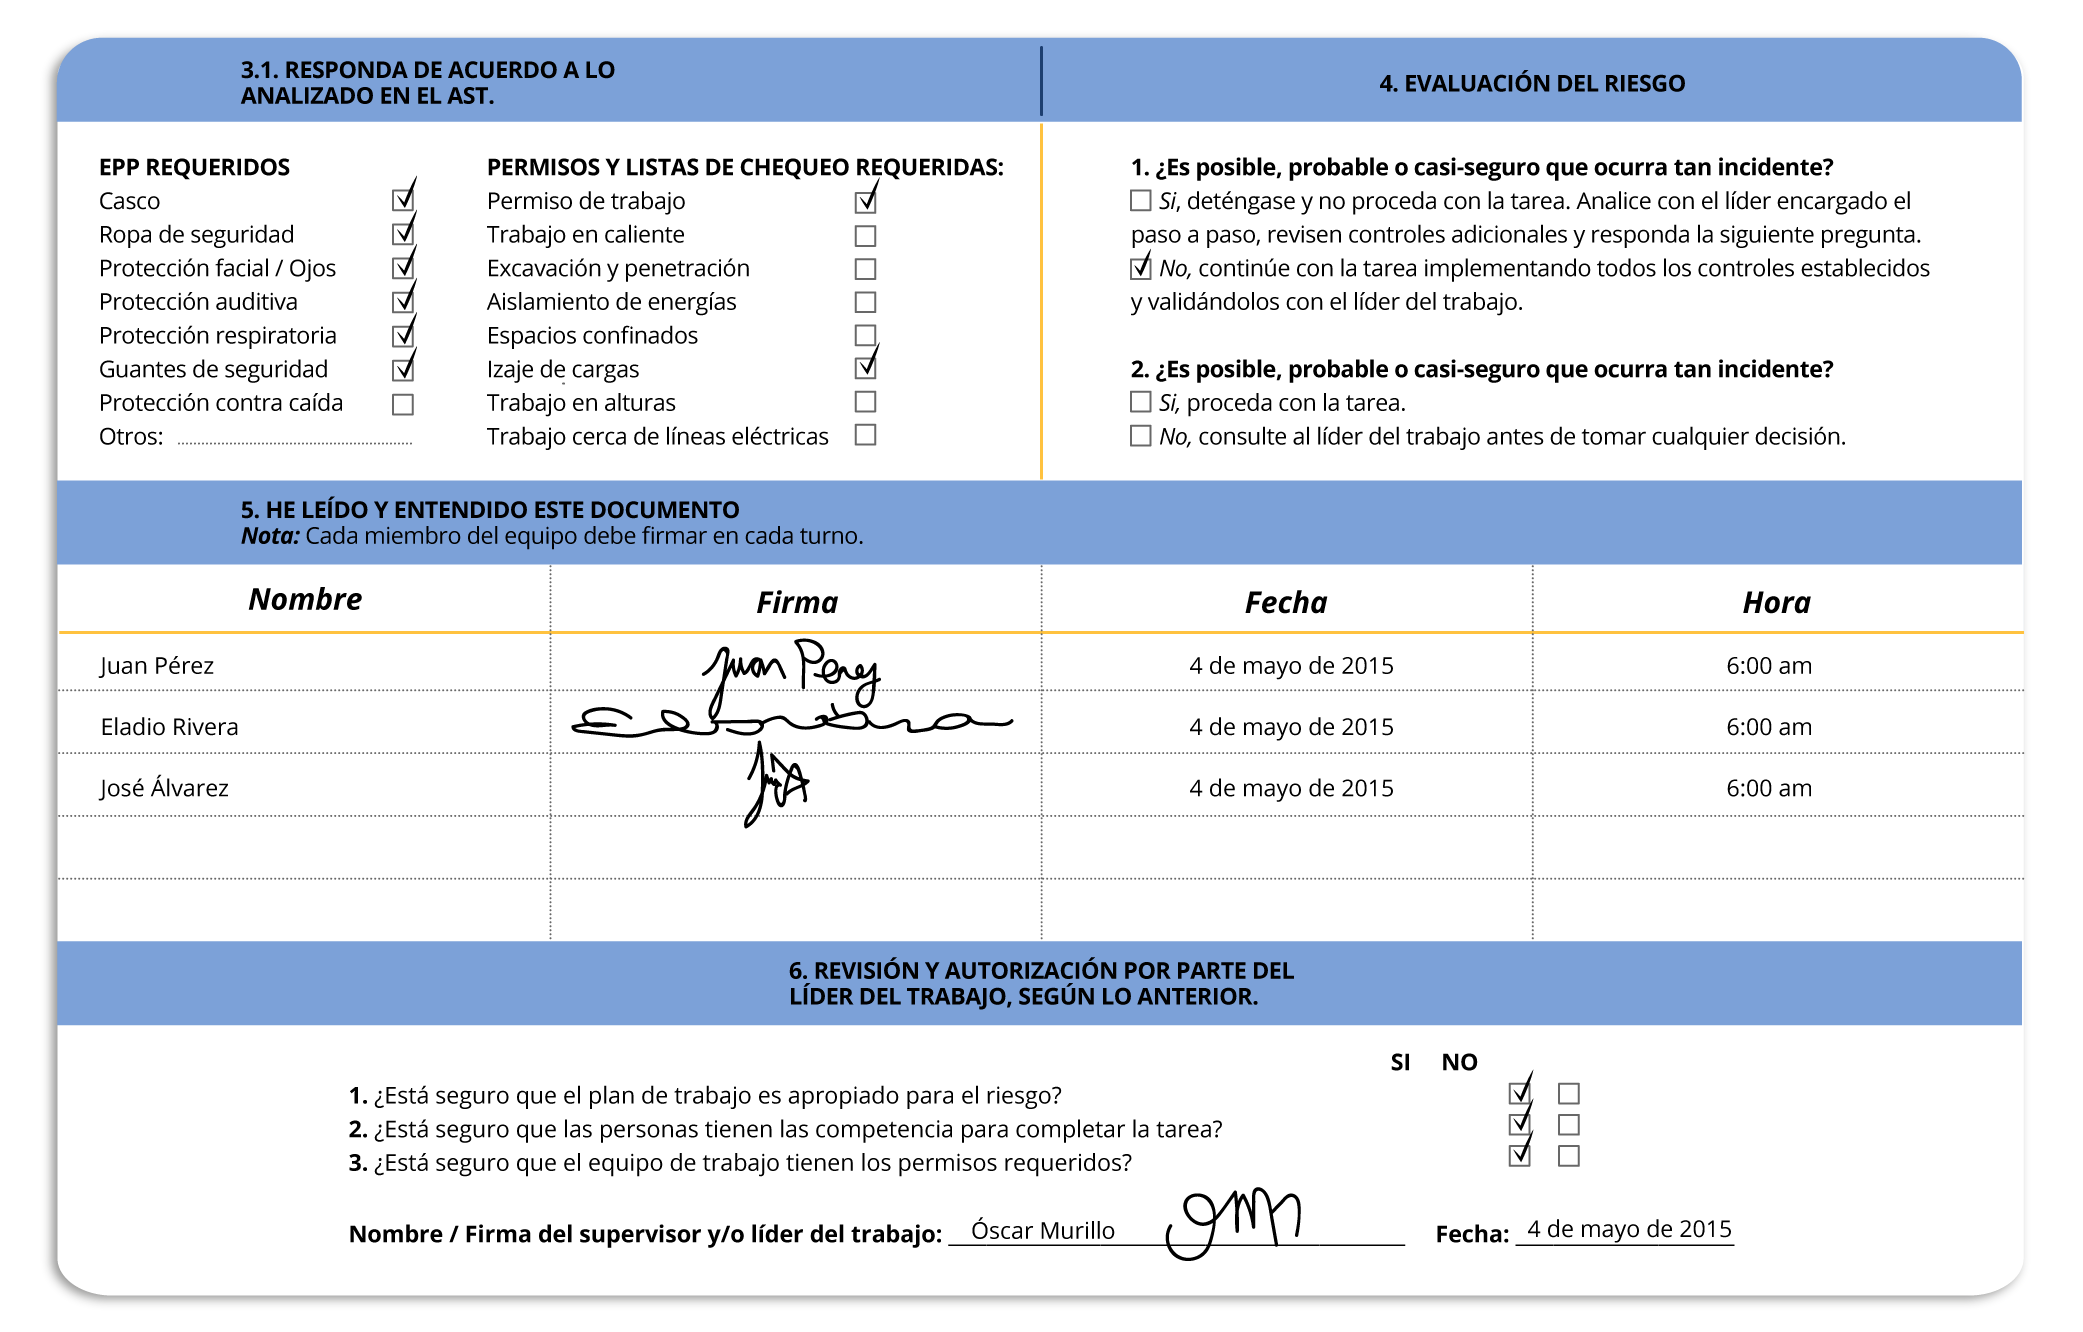 3.1. RESPONDA DE ACUERDO A LO
ANALIZADO EN EL AST.
4. EVALUACIÓN DEL RIESGO
EPP REQUERIDOS
Casco
Ropa de seguridad
Protección facial / Ojos
Protección auditiva
Protección respiratoria
Guantes de seguridad
Protección contra caída
Otros:
PERMISOS Y LISTAS DE CHEQUEO REQUERIDAS:
Permiso de trabajo
Trabajo en caliente
Excavación y penetración
Aislamiento de energías
Espacios confinados
Izaje de cargas
Trabajo en alturas
Trabajo cerca de líneas eléctricas
1. ¿Es posible, probable o casi-seguro que ocurra tan incidente?
Si, deténgase y no proceda con la tarea. Analice con el líder encargado el
paso a paso, revisen controles adicionales y responda la siguiente pregunta.
No, continúe con la tarea implementando todos los controles establecidos
y validándolos con el líder del trabajo.
2. ¿Es posible, probable o casi-seguro que ocurra tan incidente?
Si, proceda con la tarea.
No, consulte al líder del trabajo antes de tomar cualquier decisión.
5. HE LEÍDO Y ENTENDIDO ESTE DOCUMENTO
Nota: Cada miembro del equipo debe firmar en cada turno.
Nombre Firma Fecha Hora
Juan Pérez Juan Perez 4 de mayo de 2015 6:00 am
Eladio Rivera 4 de mayo de 2015 6:00 am
José Álvarez 4 de mayo de 2015 6:00 am
6. REVISIÓN Y AUTORIZACIÓN POR PARTE DEL
LÍDER DEL TRABAJO, SEGÚN LO ANTERIOR.
SI NO
1. ¿Está seguro que el plan de trabajo es apropiado para el riesgo?
2. ¿Está seguro que las personas tienen las competencia para completar la tarea?
3. ¿Está seguro que el equipo de trabajo tienen los permisos requeridos?
Nombre / Firma del supervisor y/o líder del trabajo: Óscar Murillo Fecha: 4 de mayo de 2015